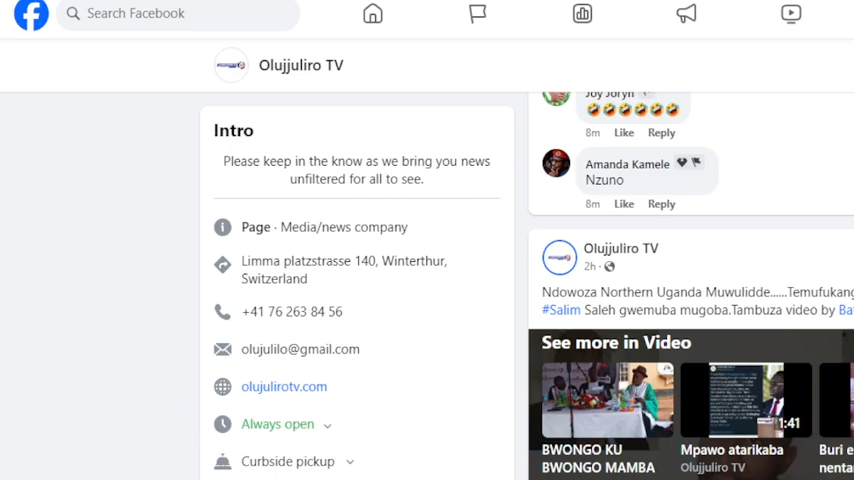 Search Facebook
Olujjuliro TV
Intro
Please keep in the know as we bring you news
unfiltered for all to see.
Page · Media/news company
Limma platzstrasse 140, Winterthur,
Switzerland
+41 76 263 84 56
olujulilo@gmail.com
olujulirotv.com
Always open
Curbside pickup
Joy Joryn
8m Like Reply
Amanda Kamele
Nzuno
8m Like Reply
Olujjuliro TV
2h
Ndowoza Northern Uganda Muwulidde......Temufukang
#Salim Saleh gwemuba mugoba.Tambuza video by Ba
See more in Video
1:41
BWONGO KU
BWONGO MAMBA
Mpawo atarikaba
Olujjuliro TV
Buri e
nenta